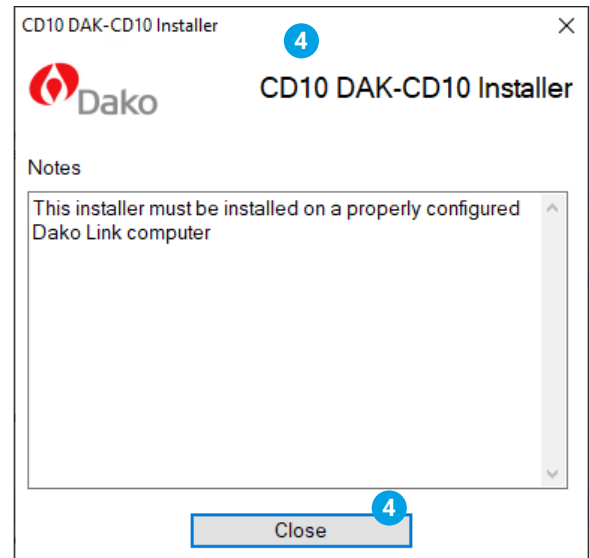 CD10 DAK-CD10 Installer
4
Dako
CD10 DAK-CD10 Installer
Notes
This installer must be installed on a properly configured
Dako Link computer
4
Close